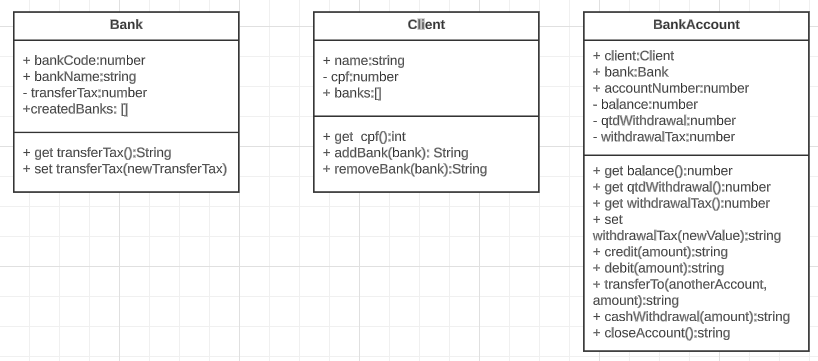 Bank
+ bankCode:number
+ bankName:string
- transferTax:number
+createdBanks: []
+ get transferTax():String
+ set transferTax(newTransferTax)
Client
+ name:string
- cpf:number
+ banks:[]
+ get  cpf():int
+ addBank(bank): String
+ removeBank(bank):String
BankAccount
+ client:Client
+ bank:Bank
+ accountNumber:number
- balance:number
- qtdWithdrawal:number
- withdrawalTax:number
+ get balance():number
+ get qtdWithdrawal():number
+ get withdrawalTax():number
+ set
withdrawalTax(newValue):string
+ credit(amount):string
+ debit(amount):string
+ transferTo(anotherAccount,
amount):string
+ cashWithdrawal(amount):string
+ closeAccount():string